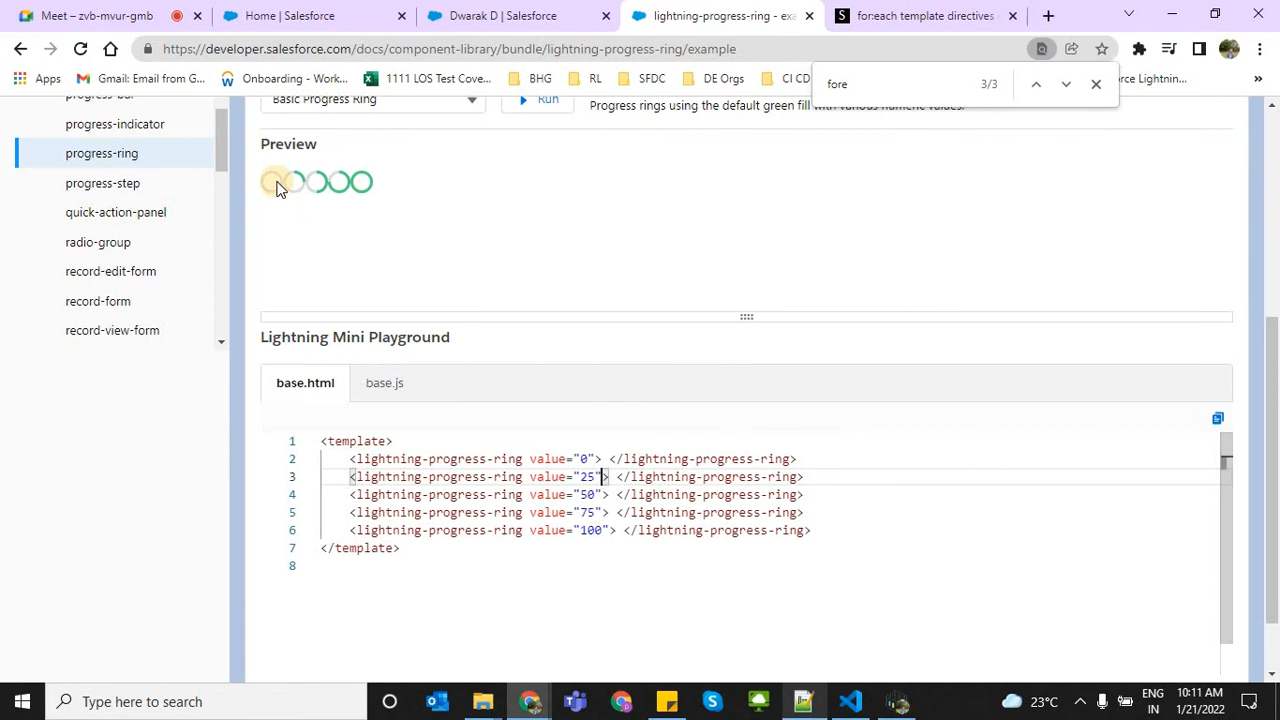 Meet – zvb-mvur-gmb
Home | Salesforce
Dwarak D | Salesforce
lightning-progress-ring - exa
for:each template directives
https://developer.salesforce.com/docs/component-library/bundle/lightning-progress-ring/example
Apps
Gmail: Email from G...
Onboarding - Work...
1111 LOS Test Cove...
BHG
RL
SFDC
DE Orgs
CI CD
rce Lightnin...
fore
3/3
progress-bar
progress-indicator
progress-ring
progress-step
quick-action-panel
radio-group
record-edit-form
record-form
record-view-form
Basic Progress Ring
Run
Progress rings using the default green fill with various numeric values.
Preview
Lightning Mini Playground
base.html
base.js
1 <template>
2 <lightning-progress-ring value="0"> </lightning-progress-ring>
3 <lightning-progress-ring value="25"> </lightning-progress-ring>
4 <lightning-progress-ring value="50"> </lightning-progress-ring>
5 <lightning-progress-ring value="75"> </lightning-progress-ring>
6 <lightning-progress-ring value="100"> </lightning-progress-ring>
7 </template>
8
Type here to search
23°C
ENG
IN
10:11 AM
1/21/2022